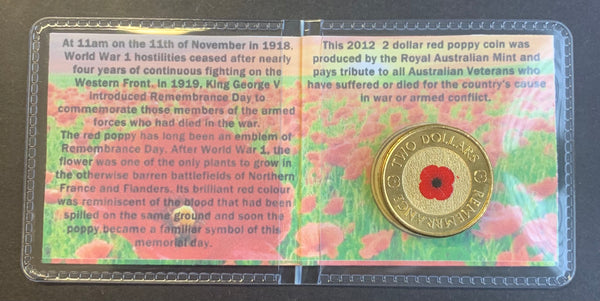 At 11am on the 11th of November in 1918.
World War 1 hostilities ceased after nearly
four years of continuous fighting on the
Western Front. in 1919, King George V
introduced Remembrance Day to
commemorate those members of the armed
forces who had died in the war.
The red poppy has long been an emblem of
Remembrance Day. After World War 1, the
flower was one of the only plants to grow in
the otherwise barren battlefields of Northern
France and Flanders. Its brilliant red colour
was reminiscent of the blood that had been
spilled on the same ground and soon the
poppy became a familiar symbol of this
memorial day.
This 2012 2 dollar red poppy coin was
produced by the Royal Australian Mint and
pays tribute to all Australian Veterans who
have suffered or died for the country's cause
in war or armed conflict.
TWO DOLLARS
REMEMBRANCE